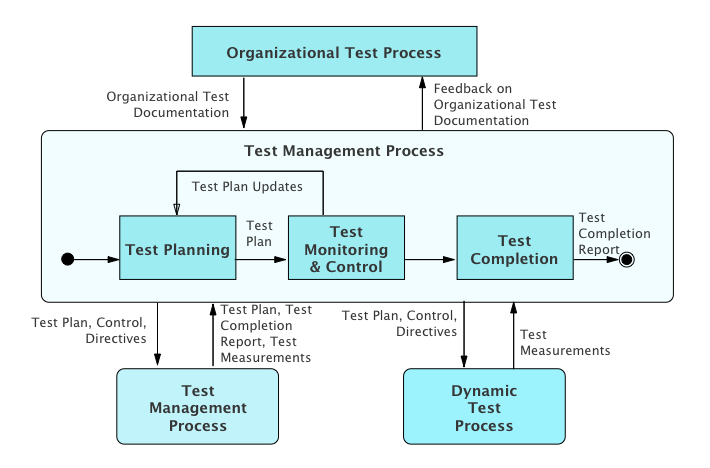 Organizational Test Process
Organizational Test
Documentation
Feedback on
Organizational Test
Documentation
Test Management Process
Test Plan Updates
Test Planning
Test
Plan
Test
Monitoring
& Control
Test
Completion
Test
Completion
Report
Test Plan, Control,
Directives
Test Plan, Test
Completion
Report, Test
Measurements
Test Plan, Control,
Directives
Test
Measurements
Test
Management
Process
Dynamic
Test
Process